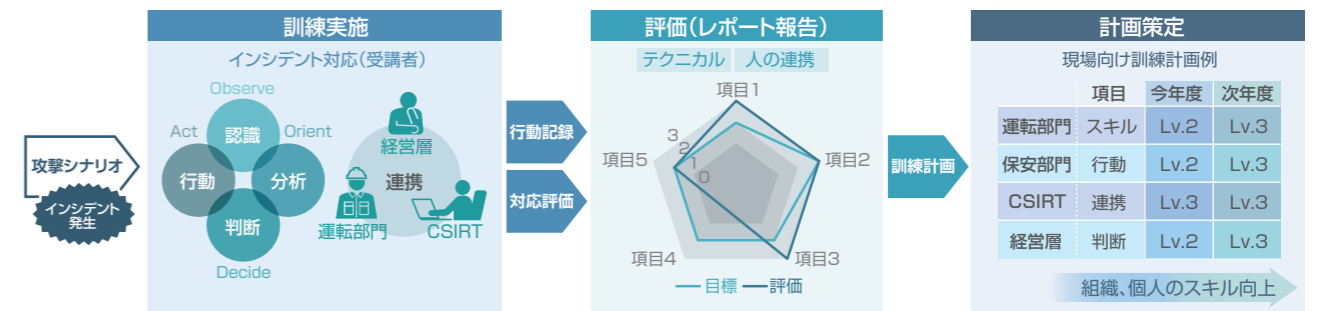 攻撃シナリオ
インシデント
発生
訓練実施
インシデント対応(受講者)
Observe
認識
Act
Orient
行動
分析
判断
Decide
経営層
連携
運転部門
CSIRT
行動記録
対応評価
評価(レポート報告)
テクニカル
人の連携
項目1
項目2
項目3
項目4
項目5
3
2
1
0
目標
評価
訓練計画
計画策定
現場向け訓練計画例
項目 今年度 次年度
運転部門 スキル Lv.2 Lv.3
保安部門 行動 Lv.2 Lv.3
CSIRT 連携 Lv.3 Lv.3
経営層 判断 Lv.2 Lv.3
組織、個人のスキル向上